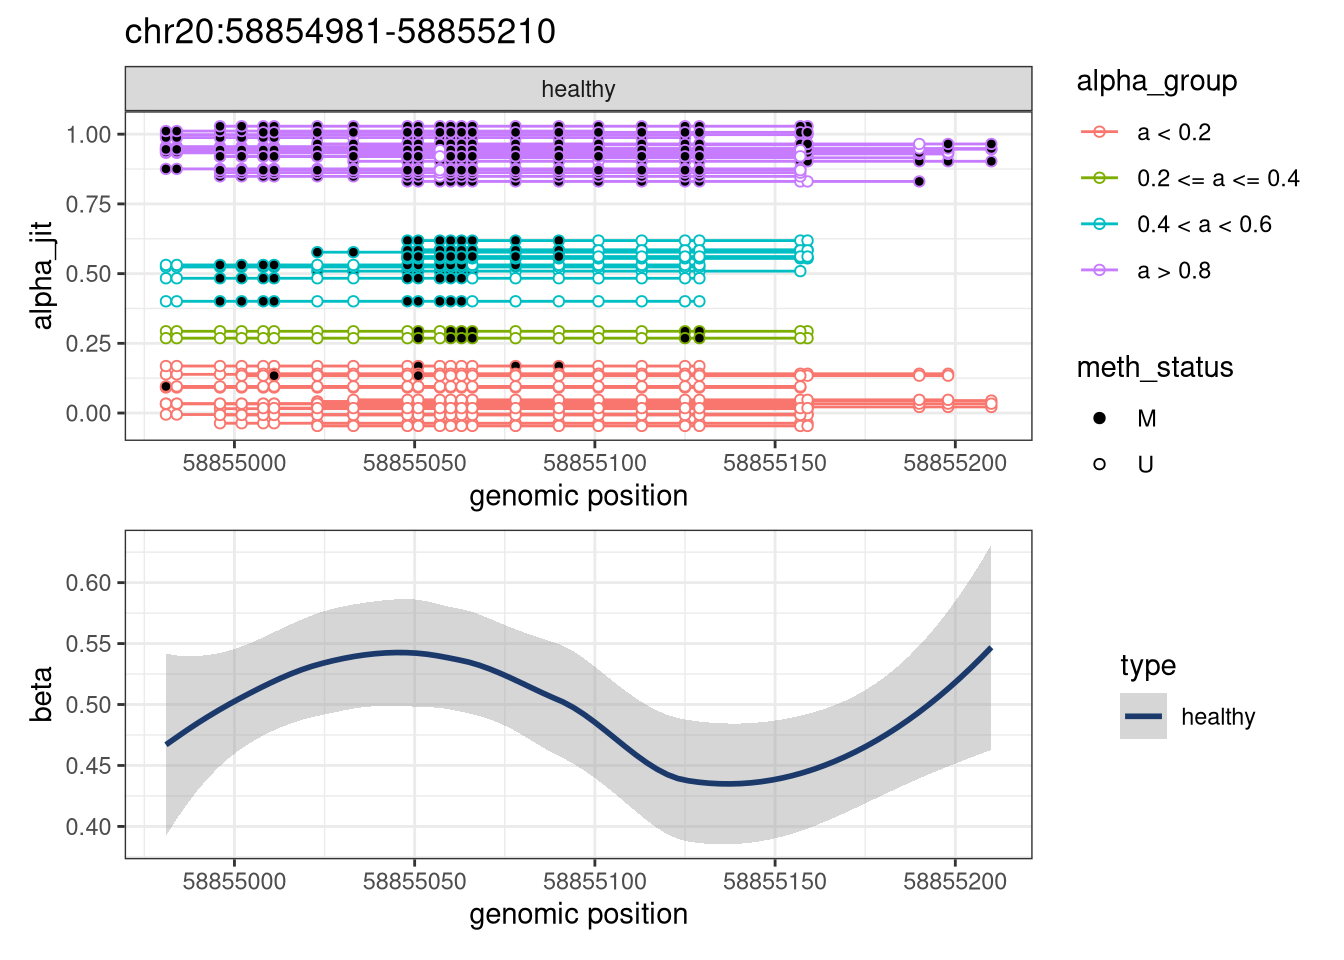 chr20:58854981-58855210
healthy
1.00
0.75
0.50
0.25
0.00
alpha_jit
58855000 58855050 58855100 58855150 58855200
genomic position
alpha_group
a < 0.2
0.2 <= a <= 0.4
0.4 < a < 0.6
a > 0.8
meth_status
M
U
0.60
0.55
0.50
0.45
0.40
beta
58855000 58855050 58855100 58855150 58855200
genomic position
type
healthy